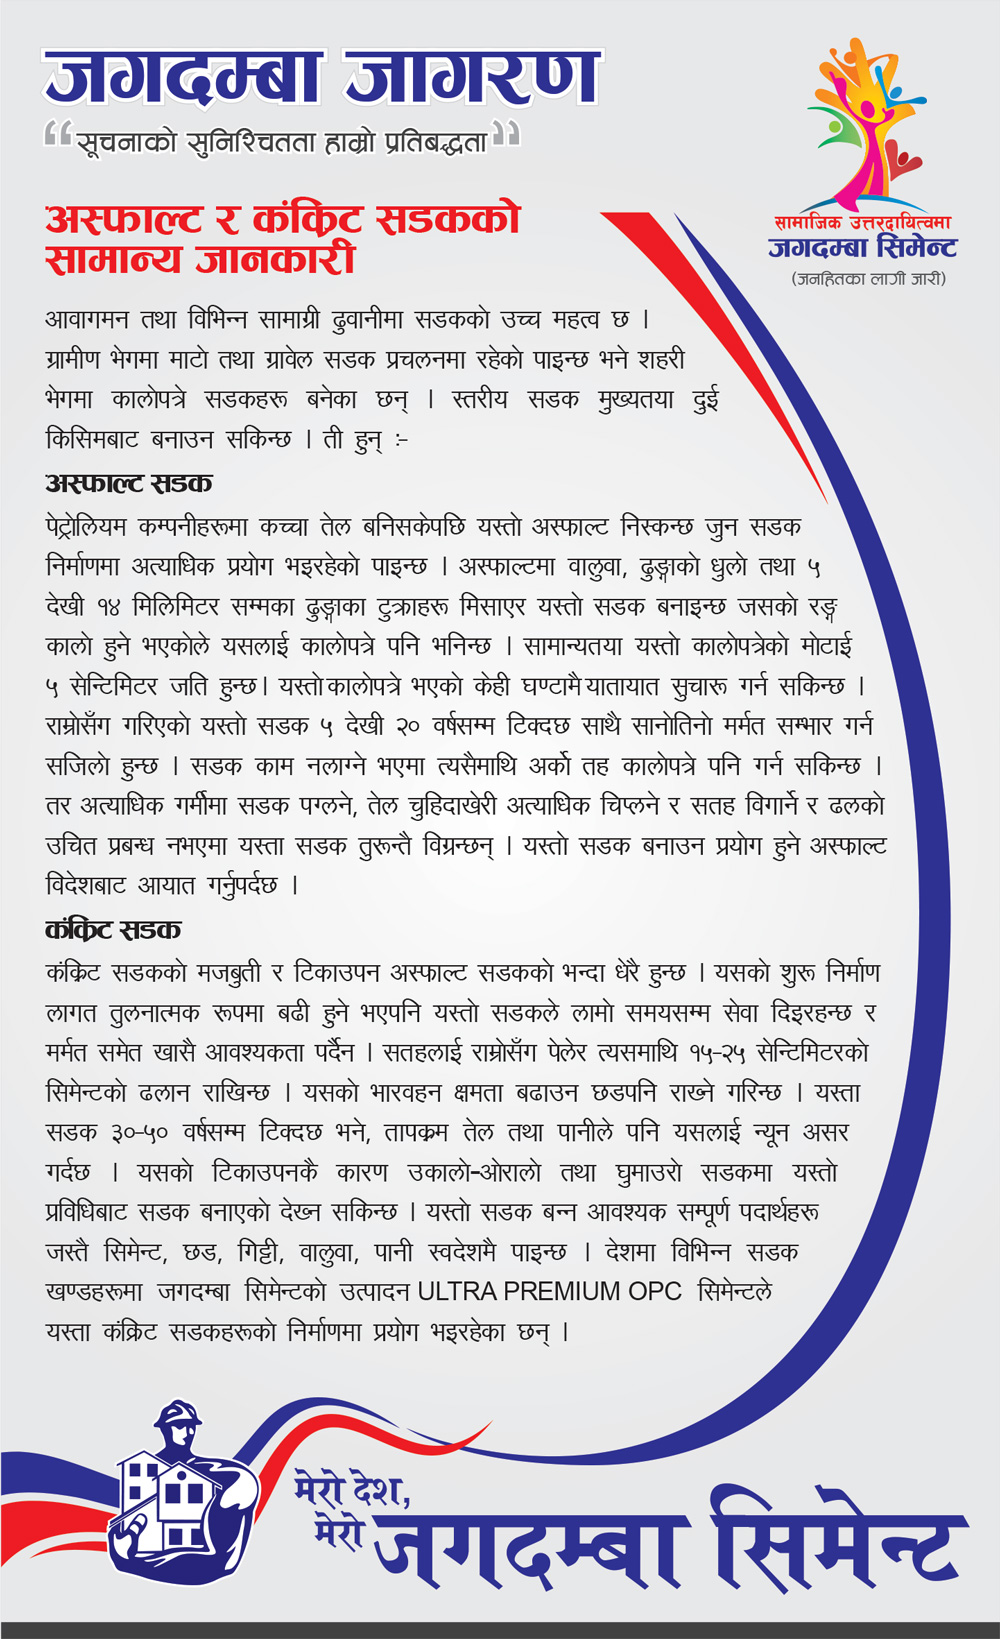 जगदम्बा जागरण
“सूचनाको सुनिश्चितता हाम्रो प्रतिबद्धता”
सामाजिक उत्तरदायित्वमा
जगदम्बा सिमेन्ट
(जनहितका लागी जारी)
अस्फाल्ट र कंक्रिट सडकको
सामान्य जानकारी
आवागमन तथा विभिन्न सामाग्री ढुवानीमा सडकको उच्च महत्व छ ।
ग्रामीण भेगमा माटो तथा ग्रावेल सडक प्रचलनमा रहेको पाइन्छ भने शहरी
भेगमा कालोपत्रे सडकहरू बनेका छन् । स्तरीय सडक मुख्यतया दुई
किसिमबाट बनाउन सकिन्छ । ती हुन् :–
अस्फाल्ट सडक
पेट्रोलियम कम्पनीहरूमा कच्चा तेल बनिसकेपछि यस्तो अस्फाल्ट निस्कन्छ जुन सडक
निर्माणमा अत्याधिक प्रयोग भइरहेको पाइन्छ । अस्फाल्टमा वालुवा, ढुङ्गाको धुलो तथा ५
देखी १४ मिलिमिटर सम्मका ढुङ्गाका टुक्राहरू मिसाएर यस्तो सडक बनाइन्छ जसको रङ्ग
कालो हुने भएकोले यसलाई कालोपत्रे पनि भनिन्छ । सामान्यतया यस्तो कालोपत्रेको मोटाई
५ सेन्टिमिटर जति हुन्छ। यस्तो कालोपत्रे भएको केही घण्टामै यातायात सुचारू गर्न सकिन्छ ।
राम्रोसँग गरिएको यस्तो सडक ५ देखी २० वर्षसम्म टिक्दछ साथै सानोतिनो मर्मत सम्भार गर्न
सजिलो हुन्छ । सडक काम नलाग्ने भएमा त्यसैमाथि अर्को तह कालोपत्रे पनि गर्न सकिन्छ ।
तर अत्याधिक गर्मीमा सडक पग्लने, तेल चुहिदाखेरी अत्याधिक चिप्लने र सतह विगार्ने र ढलको
उचित प्रबन्ध नभएमा यस्ता सडक तुरून्तै विग्रन्छन् । यस्तो सडक बनाउन प्रयोग हुने अस्फाल्ट
विदेशबाट आयात गर्नुपर्दछ ।
कंक्रिट सडक
कंक्रिट सडकको मजबुती र टिकाउपन अस्फाल्ट सडकको भन्दा धेरै हुन्छ । यसको शुरू निर्माण
लागत तुलनात्मक रूपमा बढी हुने भएपनि यस्तो सडकले लामो समयसम्म सेवा दिइरहन्छ र
मर्मत समेत खासै आवश्यकता पर्दैन । सतहलाई राम्रोसँग पेलेर त्यसमाथि १५-२५ सेन्टिमिटरको
सिमेन्टको ढलान राखिन्छ । यसको भारवहन क्षमता बढाउन छडपनि राख्ने गरिन्छ । यस्ता
सडक ३०-५० वर्षसम्म टिक्दछ भने, तापक्रम तेल तथा पानीले पनि यसलाई न्यून असर
गर्दछ । यसको टिकाउपनकै कारण उकालो-ओरालो तथा घुमाउरो सडकमा यस्तो
प्रविधिबाट सडक बनाएको देख्न सकिन्छ । यस्तो सडक बन्न आवश्यक सम्पूर्ण पदार्थहरू
जस्तै सिमेन्ट, छड, गिट्टी, वालुवा, पानी स्वदेशमै पाइन्छ । देशमा विभिन्न सडक
खण्डहरूमा जगदम्बा सिमेन्टको उत्पादन ULTRA PREMIUM OPC सिमेन्टले
यस्ता कंक्रिट सडकहरूको निर्माणमा प्रयोग भइरहेका छन् ।
मेरो देश,
मेरो जगदम्बा सिमेन्ट